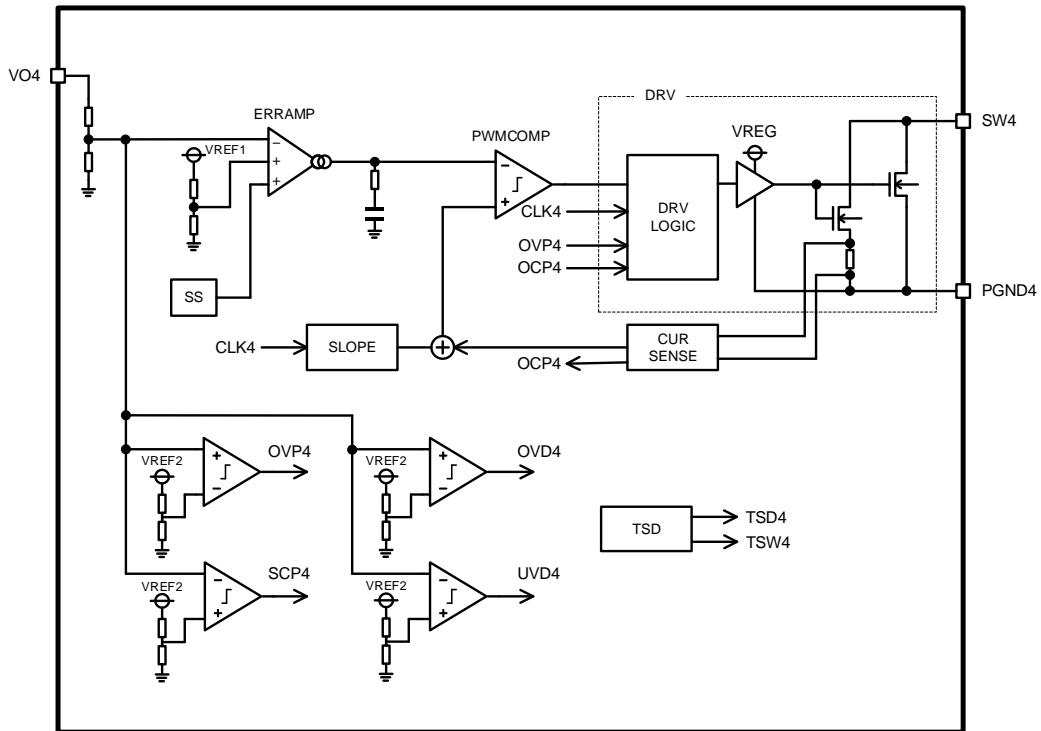 DRV
VO4
ERRAMP
PWMCOMP
VREG
SW4
VREF1
−
+
+
−
+
CLK4
DRV
LOGIC
OVP4
OCP4
SS
PGND4
CLK4
SLOPE
+
CUR
SENSE
OCP4
VREF2
+
−
OVP4
VREF2
+
−
OVD4
TSD
TSD4
TSW4
VREF2
−
+
SCP4
VREF2
−
+
UVD4